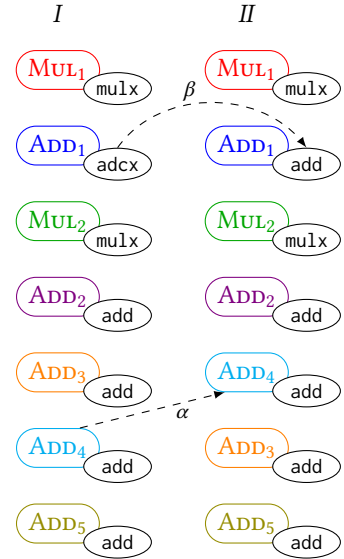 I II
MUL₁ mulx MUL₁ mulx
β
ADD₁ adcx ADD₁ add
MUL₂ mulx MUL₂ mulx
ADD₂ add ADD₂ add
ADD₃ add ADD₄ add
α
ADD₄ add ADD₃ add
ADD₅ add ADD₅ add